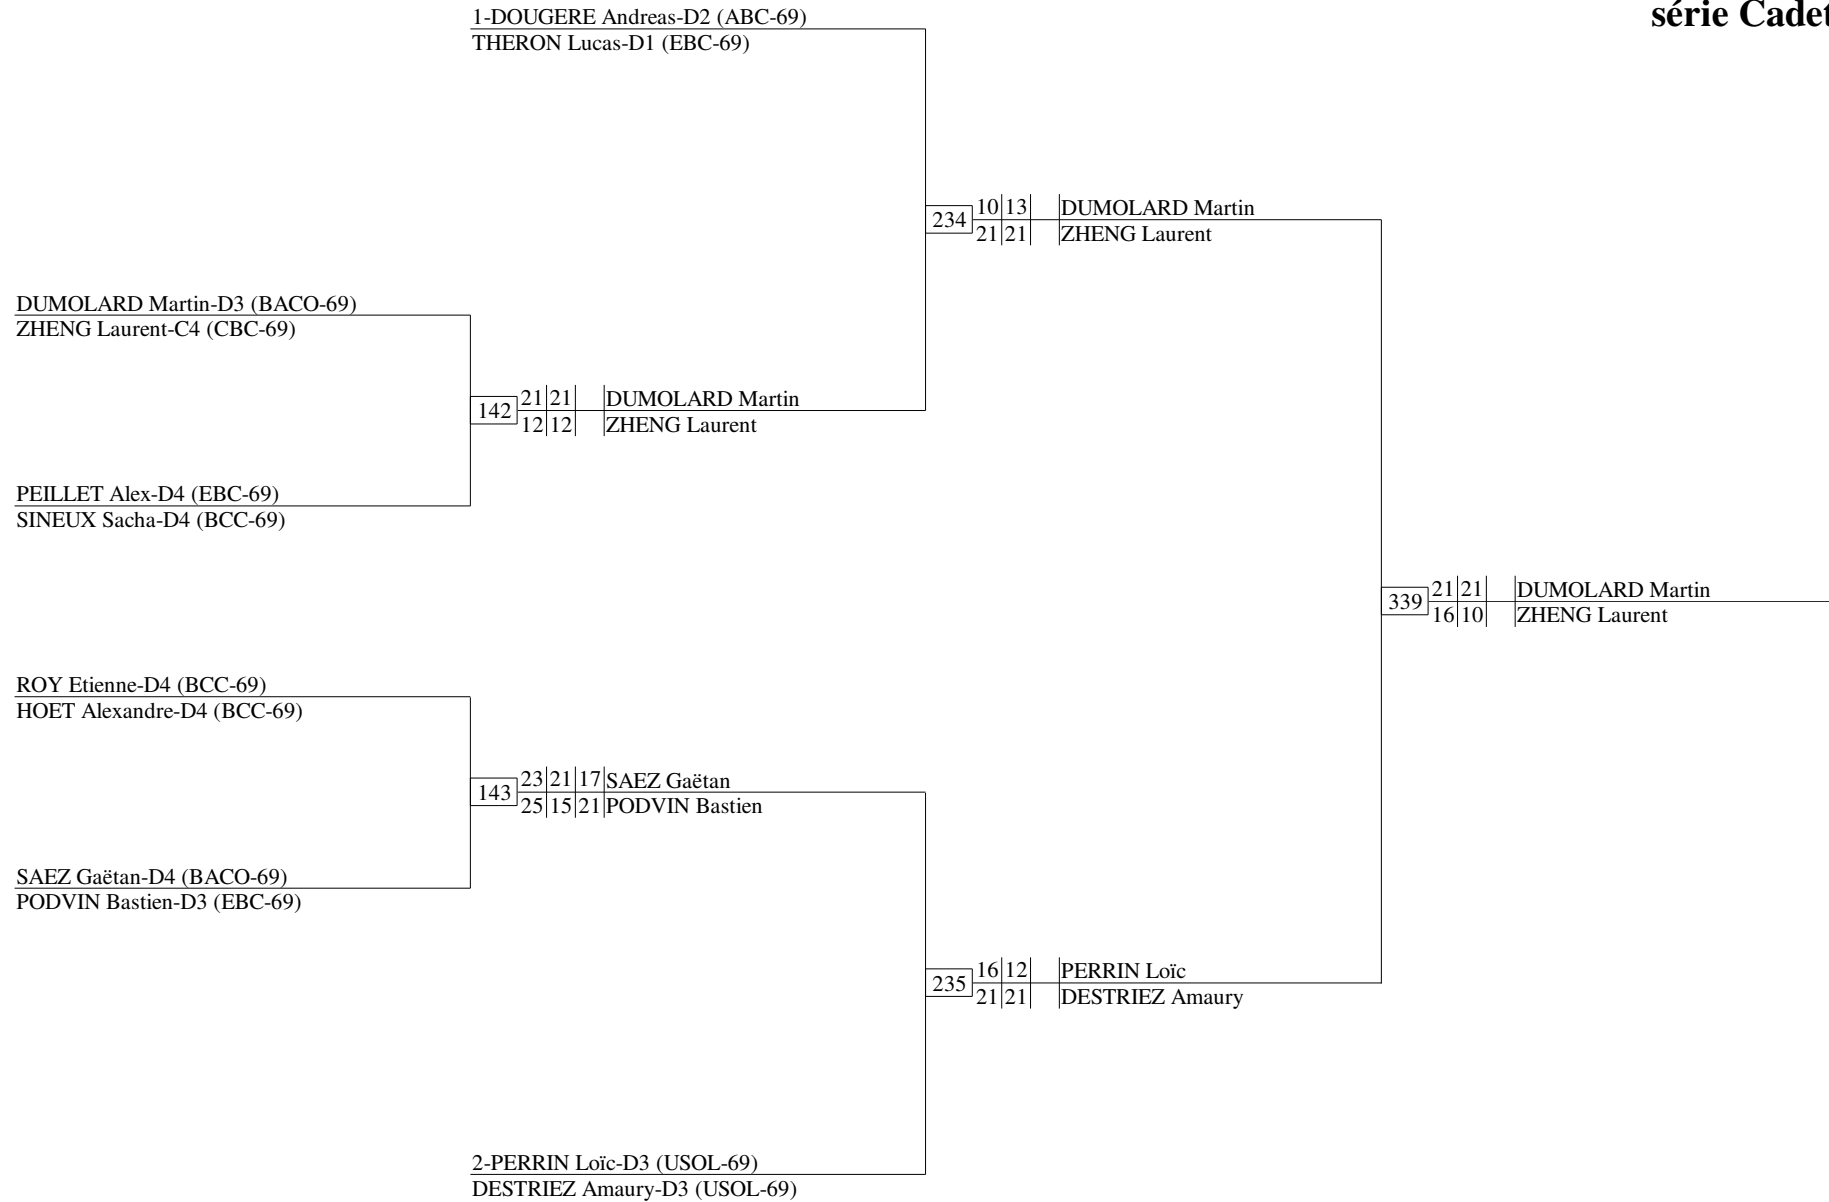 série Cadet
1-DOUGERE Andreas-D2 (ABC-69)
THERON Lucas-D1 (EBC-69)
234 10 13 DUMOLARD Martin
21 21 ZHENG Laurent
DUMOLARD Martin-D3 (BACO-69)
ZHENG Laurent-C4 (CBC-69)
142 21 21 DUMOLARD Martin
12 12 ZHENG Laurent
PEILLET Alex-D4 (EBC-69)
SINEUX Sacha-D4 (BCC-69)
339 21 21 DUMOLARD Martin
16 10 ZHENG Laurent
ROY Etienne-D4 (BCC-69)
HOET Alexandre-D4 (BCC-69)
143 23 21 17 SAEZ Gaëtan
25 15 21 PODVIN Bastien
SAEZ Gaëtan-D4 (BACO-69)
PODVIN Bastien-D3 (EBC-69)
235 16 12 PERRIN Loïc
21 21 DESTRIEZ Amaury
2-PERRIN Loïc-D3 (USOL-69)
DESTRIEZ Amaury-D3 (USOL-69)